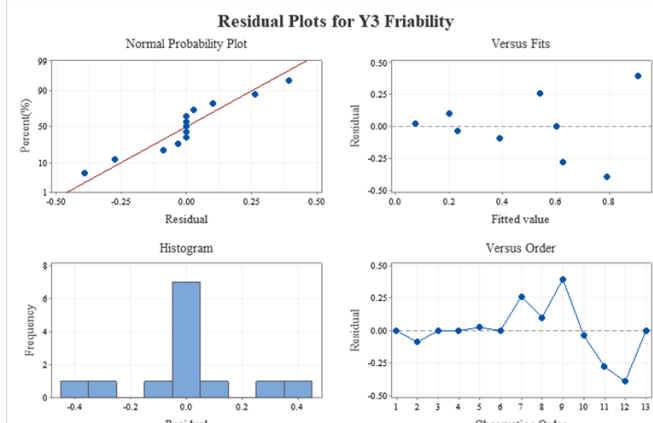 Residual Plots for Y3 Friability
Normal Probability Plot
Versus Fits
99
90
50
10
1
Percent(%)
-0.50
-0.25
0.00
0.25
0.50
Residual
0.50
0.25
0.00
-0.25
-0.50
Residual
0.0
0.2
0.4
0.6
0.8
Fitted value
Histogram
Versus Order
8
6
4
2
0
Frequency
-0.4
-0.2
0.0
0.2
0.4
Residual
0.50
0.25
0.00
-0.25
-0.50
Residual
1 2 3 4 5 6 7 8 9 10 11 12 13
Observation Order